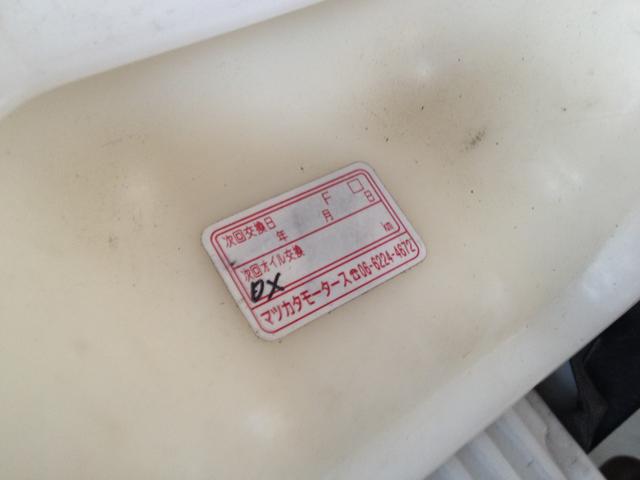 F □
次回交換日 年 月 日
次回オイル交換 km
DX
マツカタモータース☎06-6224-4672